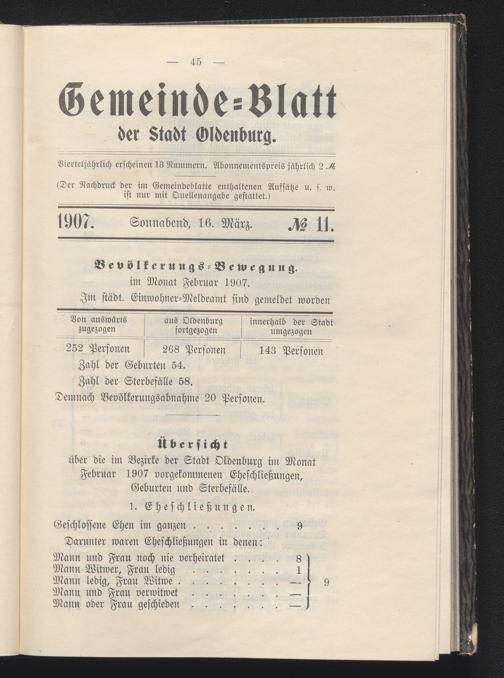 — 45 —
Gemeinde=Blatt
der Stadt Oldenburg.
Vierteljährlich erscheinen 13 Nummern. Abonnementspreis jährlich 2 ℳ
(Der Nachdruck der im Gemeindeblatte enthaltenen Aufsätze u. s. w.
ist nur mit Quellenangabe gestattet.)
1907. Sonnabend, 16. März. № 11.
Bevölkerungs=Bewegung.
im Monat Februar 1907.
Im städt. Einwohner=Meldeamt sind gemeldet worden
Von auswärts zugezogen | aus Oldenburg fortgezogen | innerhalb der Stadt umgezogen
252 Personen | 268 Personen | 143 Personen
Zahl der Geburten 54.
Zahl der Sterbefälle 58.
Demnach Bevölkerungsabnahme 20 Personen.
Übersicht
über die im Bezirke der Stadt Oldenburg im Monat
Februar 1907 vorgekommenen Eheschließungen,
Geburten und Sterbefälle.
1. Eheschließungen.
Geschlossene Ehen im ganzen . . . . . . . 9
Darunter waren Eheschließungen in denen:
Mann und Frau noch nie verheiratet . . . . 8
Mann Witwer, Frau ledig . . . . . . . 1
Mann ledig, Frau Witwe . . . . . . . . — } 9
Mann und Frau verwitwet . . . . . . —
Mann oder Frau geschieden . . . . . . —